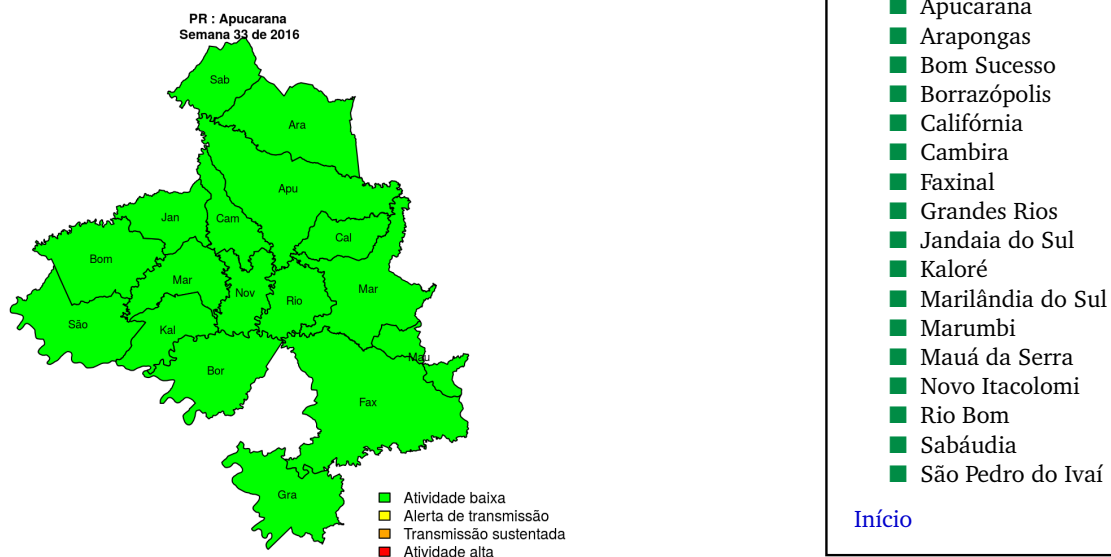 PR : Apucarana
Semana 33 de 2016
Sab
Ara
Apu
Jan
Cam
Cal
Bom
Mar
Nov
Rio
Mar
São
Kal
Mau
Bor
Fax
Gra
Atividade baixa
Alerta de transmissão
Transmissão sustentada
Atividade alta
Apucarana
Arapongas
Bom Sucesso
Borrazópolis
Califórnia
Cambira
Faxinal
Grandes Rios
Jandaia do Sul
Kaloré
Marilândia do Sul
Marumbi
Mauá da Serra
Novo Itacolomi
Rio Bom
Sabáudia
São Pedro do Ivaí
Início